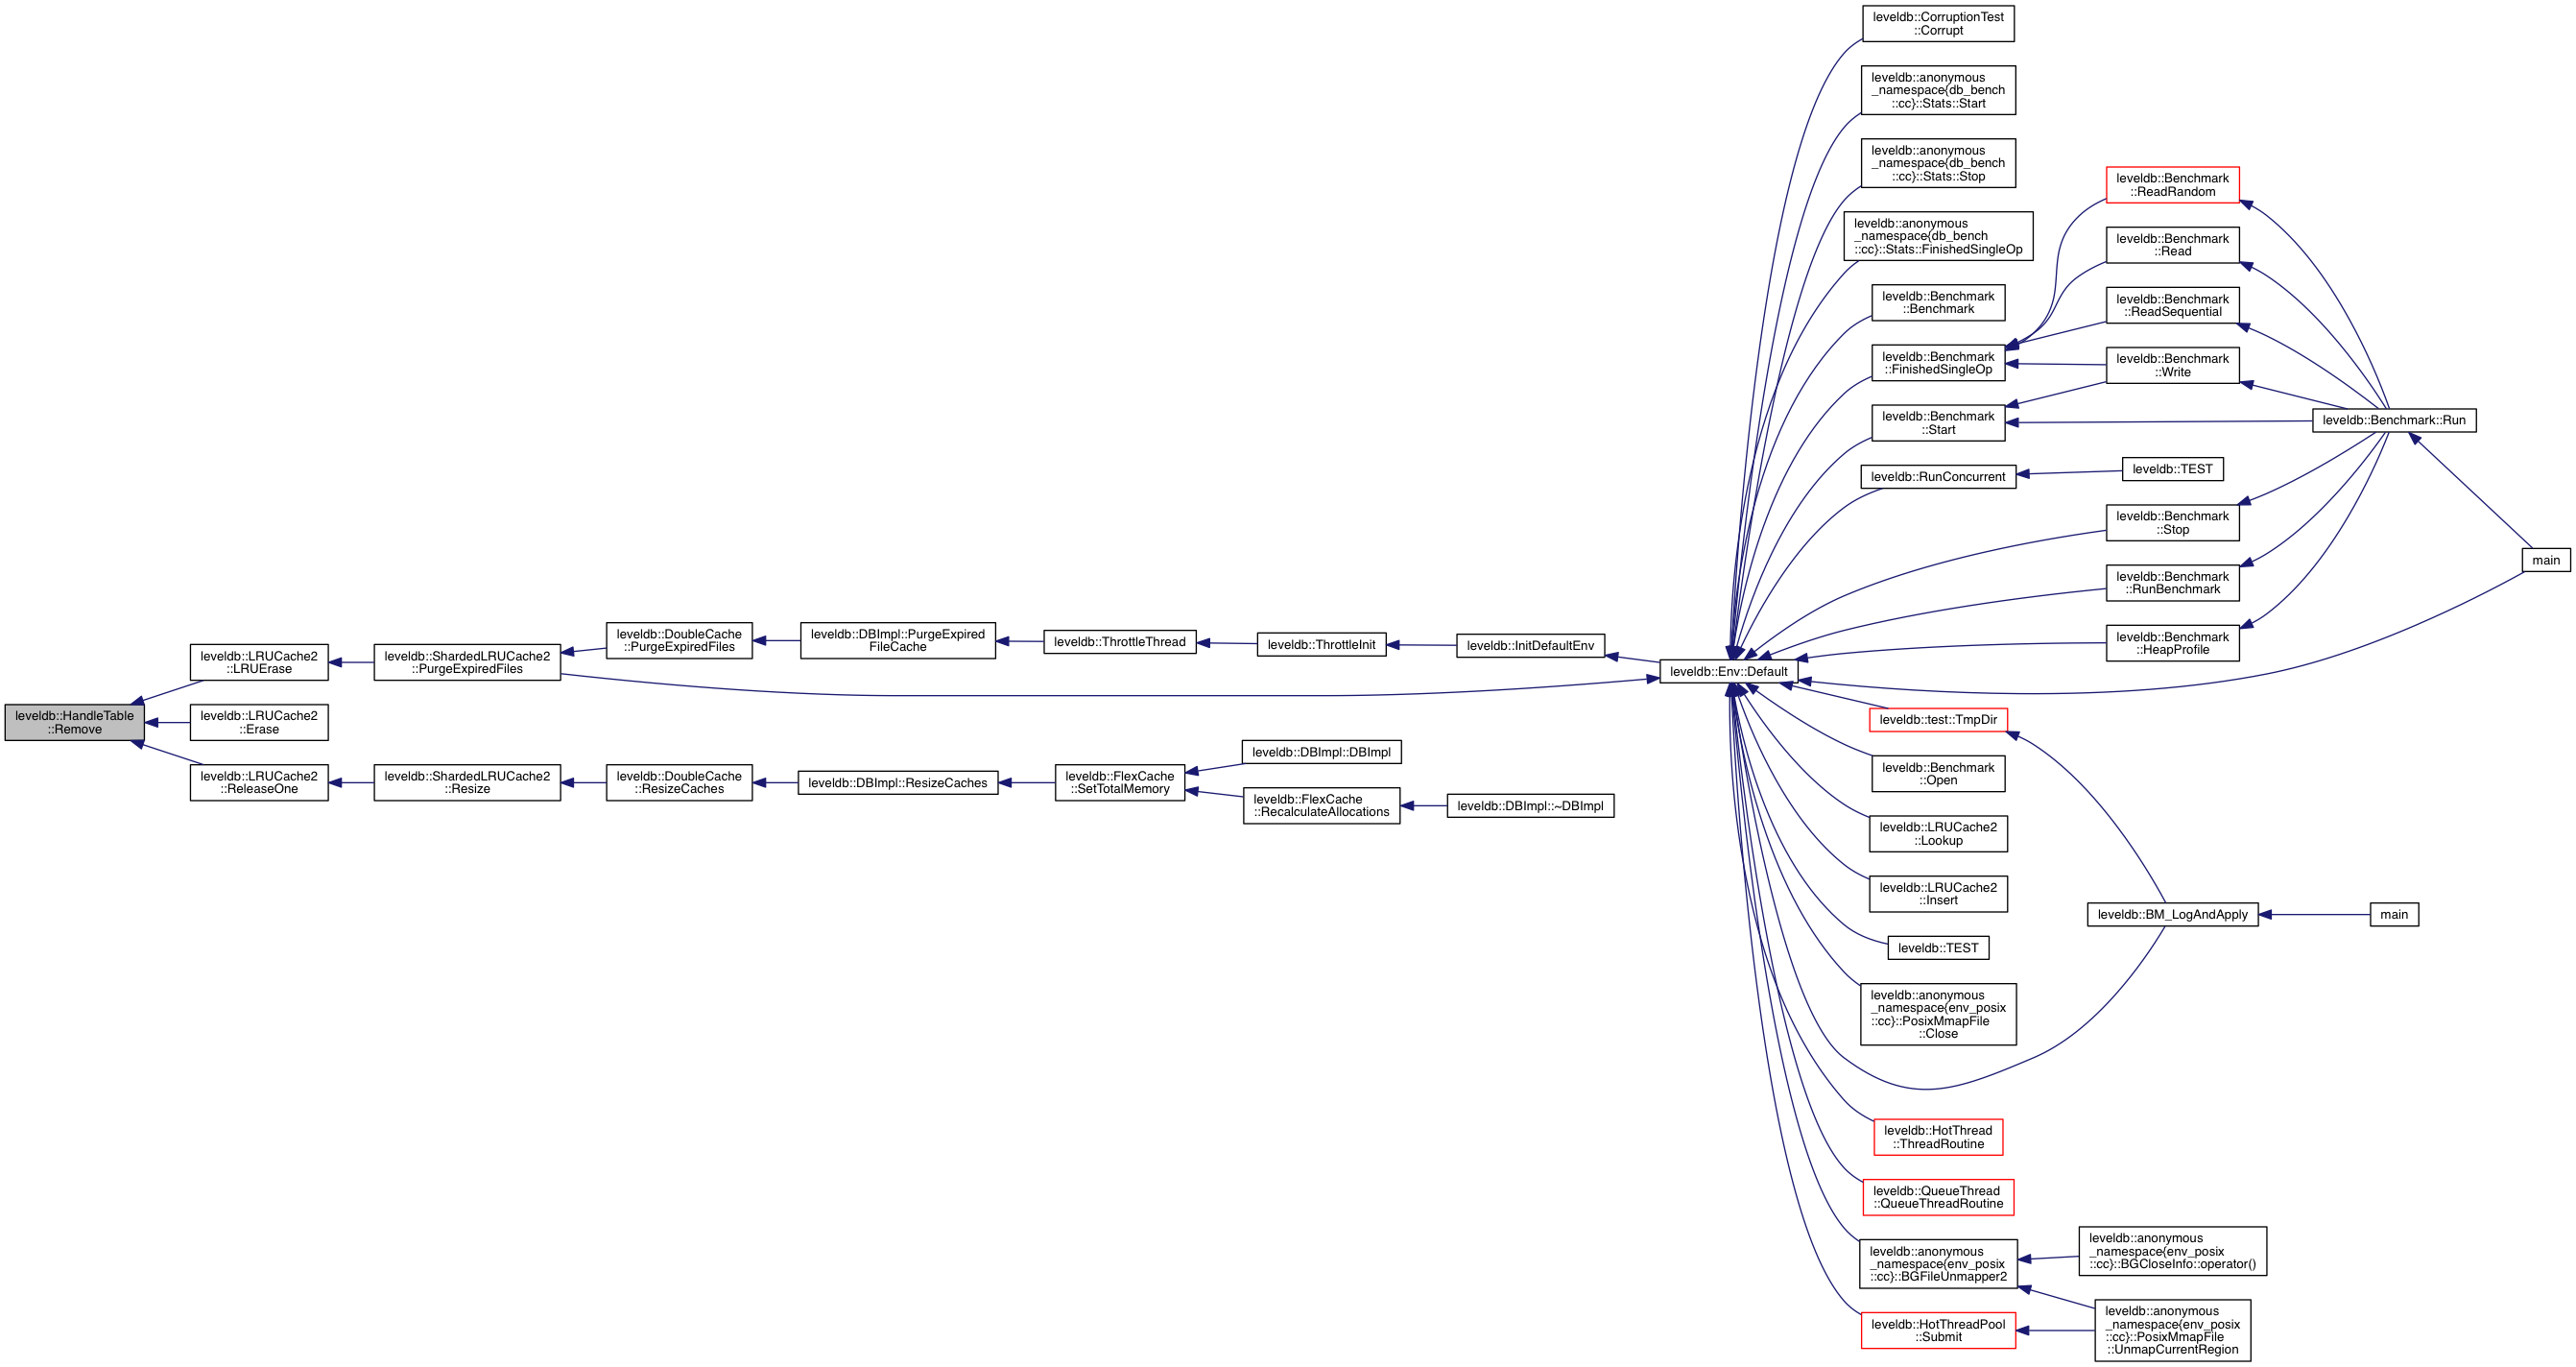 leveldb::HandleTable
::Remove
leveldb::LRUCache2
::LRUErase
leveldb::LRUCache2
::Erase
leveldb::LRUCache2
::ReleaseOne
leveldb::ShardedLRUCache2
::PurgeExpiredFiles
leveldb::ShardedLRUCache2
::Resize
leveldb::DoubleCache
::PurgeExpiredFiles
leveldb::DoubleCache
::ResizeCaches
leveldb::DBImpl::PurgeExpired
FileCache
leveldb::DBImpl::ResizeCaches
leveldb::ThrottleThread
leveldb::FlexCache
::SetTotalMemory
leveldb::ThrottleInit
leveldb::DBImpl::DBImpl
leveldb::FlexCache
::RecalculateAllocations
leveldb::InitDefaultEnv
leveldb::DBImpl::~DBImpl
leveldb::Env::Default
leveldb::CorruptionTest
::Corrupt
leveldb::anonymous
_namespace{db_bench
::cc}::Stats::Start
leveldb::anonymous
_namespace{db_bench
::cc}::Stats::Stop
leveldb::anonymous
_namespace{db_bench
::cc}::Stats::FinishedSingleOp
leveldb::Benchmark
::Benchmark
leveldb::Benchmark
::FinishedSingleOp
leveldb::Benchmark
::Start
leveldb::RunConcurrent
leveldb::test::TmpDir
leveldb::Benchmark
::Open
leveldb::LRUCache2
::Lookup
leveldb::LRUCache2
::Insert
leveldb::TEST
leveldb::anonymous
_namespace{env_posix
::cc}::PosixMmapFile
::Close
leveldb::HotThread
::ThreadRoutine
leveldb::QueueThread
::QueueThreadRoutine
leveldb::anonymous
_namespace{env_posix
::cc}::BGFileUnmapper2
leveldb::HotThreadPool
::Submit
leveldb::Benchmark
::ReadRandom
leveldb::Benchmark
::Read
leveldb::Benchmark
::ReadSequential
leveldb::Benchmark
::Write
leveldb::TEST
leveldb::Benchmark
::Stop
leveldb::Benchmark
::RunBenchmark
leveldb::Benchmark
::HeapProfile
leveldb::BM_LogAndApply
leveldb::anonymous
_namespace{env_posix
::cc}::BGCloseInfo::operator()
leveldb::anonymous
_namespace{env_posix
::cc}::PosixMmapFile
::UnmapCurrentRegion
leveldb::Benchmark::Run
main
main